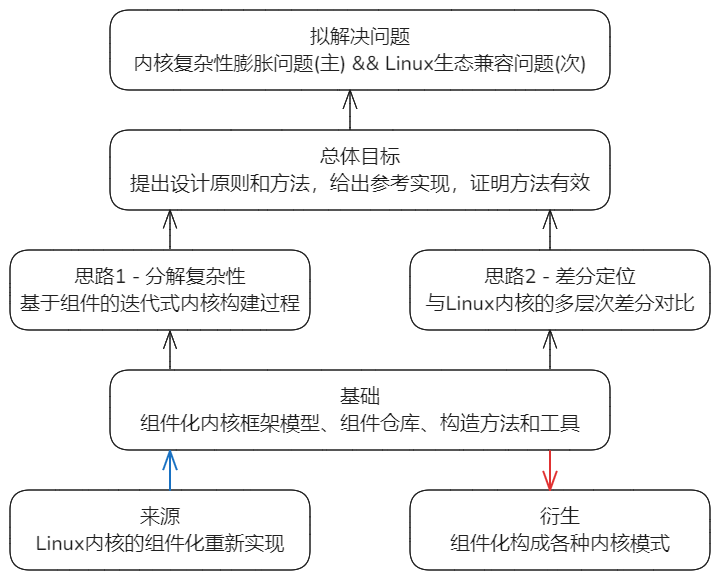 拟解决问题
内核复杂性膨胀问题(主) && Linux生态兼容问题(次)
总体目标
提出设计原则和方法，给出参考实现，证明方法有效
思路1 - 分解复杂性
基于组件的迭代式内核构建过程
思路2 - 差分定位
与Linux内核的多层次差分对比
基础
组件化内核框架模型、组件仓库、构造方法和工具
来源
Linux内核的组件化重新实现
衍生
组件化构成各种内核模式